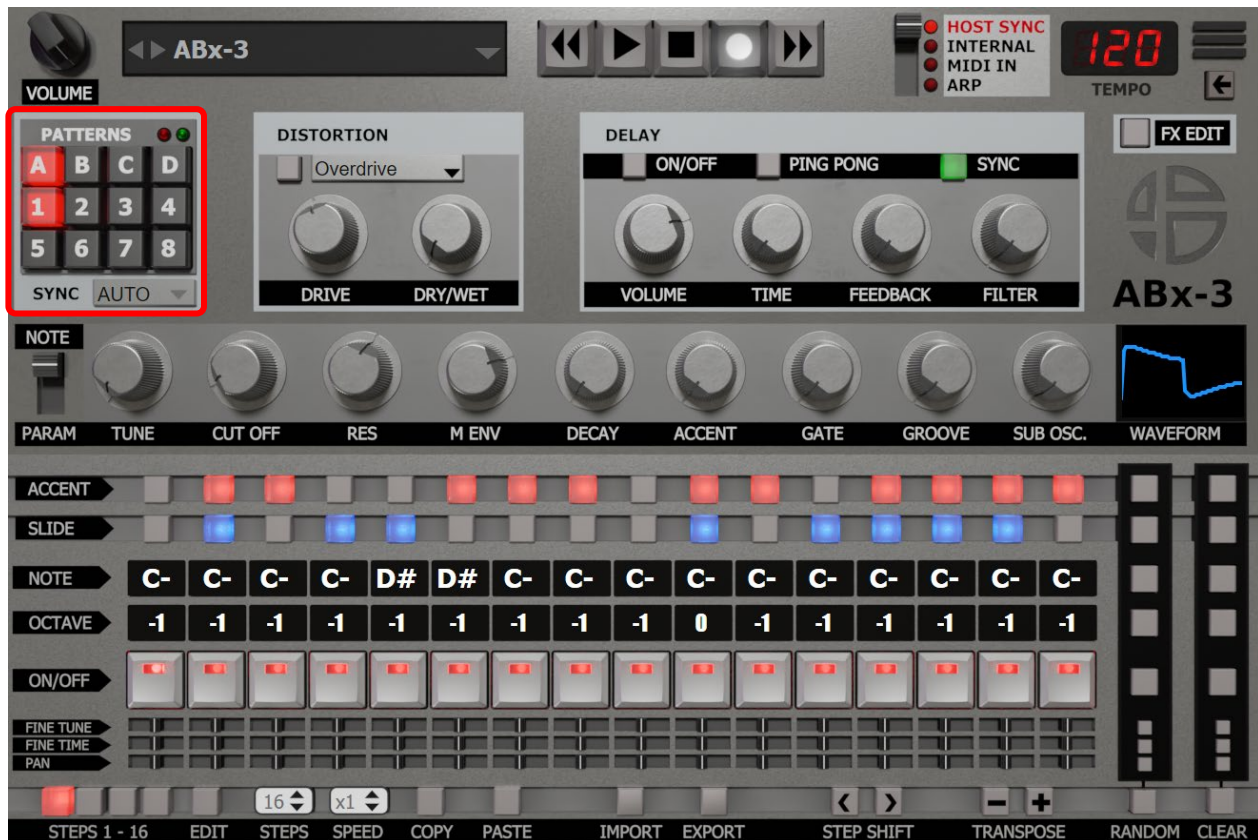 ABx-3
HOST SYNC
INTERNAL
MIDI IN
ARP
120
TEMPO
VOLUME
PATTERNS
A B C D
1 2 3 4
5 6 7 8
SYNC AUTO
DISTORTION
Overdrive
DRIVE DRY/WET
DELAY
ON/OFF PING PONG SYNC
VOLUME TIME FEEDBACK FILTER
FX EDIT
ABx-3
NOTE
PARAM TUNE CUT OFF RES M ENV DECAY ACCENT GATE GROOVE SUB OSC. WAVEFORM
ACCENT
SLIDE
NOTE C- C- C- C- D# D# C- C- C- C- C- C- C- C- C- C-
OCTAVE -1 -1 -1 -1 -1 -1 -1 -1 -1 0 -1 -1 -1 -1 -1 -1
ON/OFF
FINE TUNE
FINE TIME
PAN
16 x1 < > - +
STEPS 1 - 16 EDIT STEPS SPEED COPY PASTE IMPORT EXPORT STEP SHIFT TRANSPOSE RANDOM CLEAR